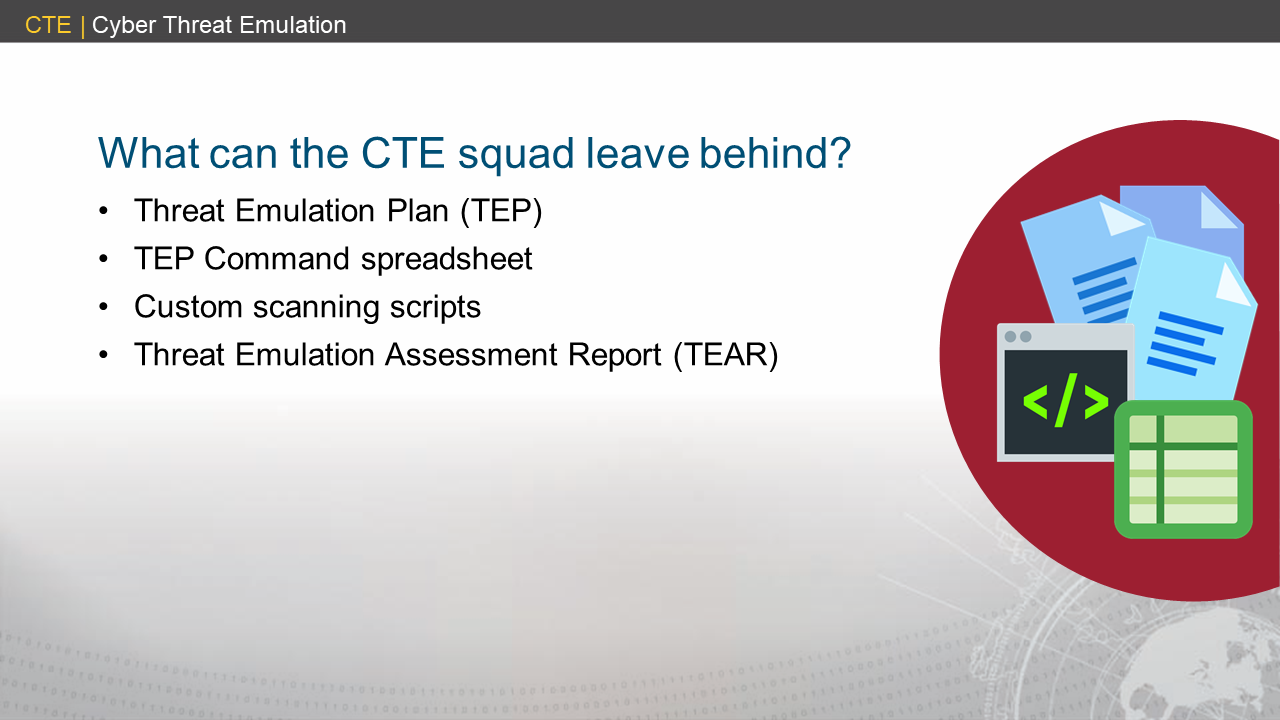 CTE | Cyber Threat Emulation
What can the CTE squad leave behind?
• Threat Emulation Plan (TEP)
• TEP Command spreadsheet
• Custom scanning scripts
• Threat Emulation Assessment Report (TEAR)
</>